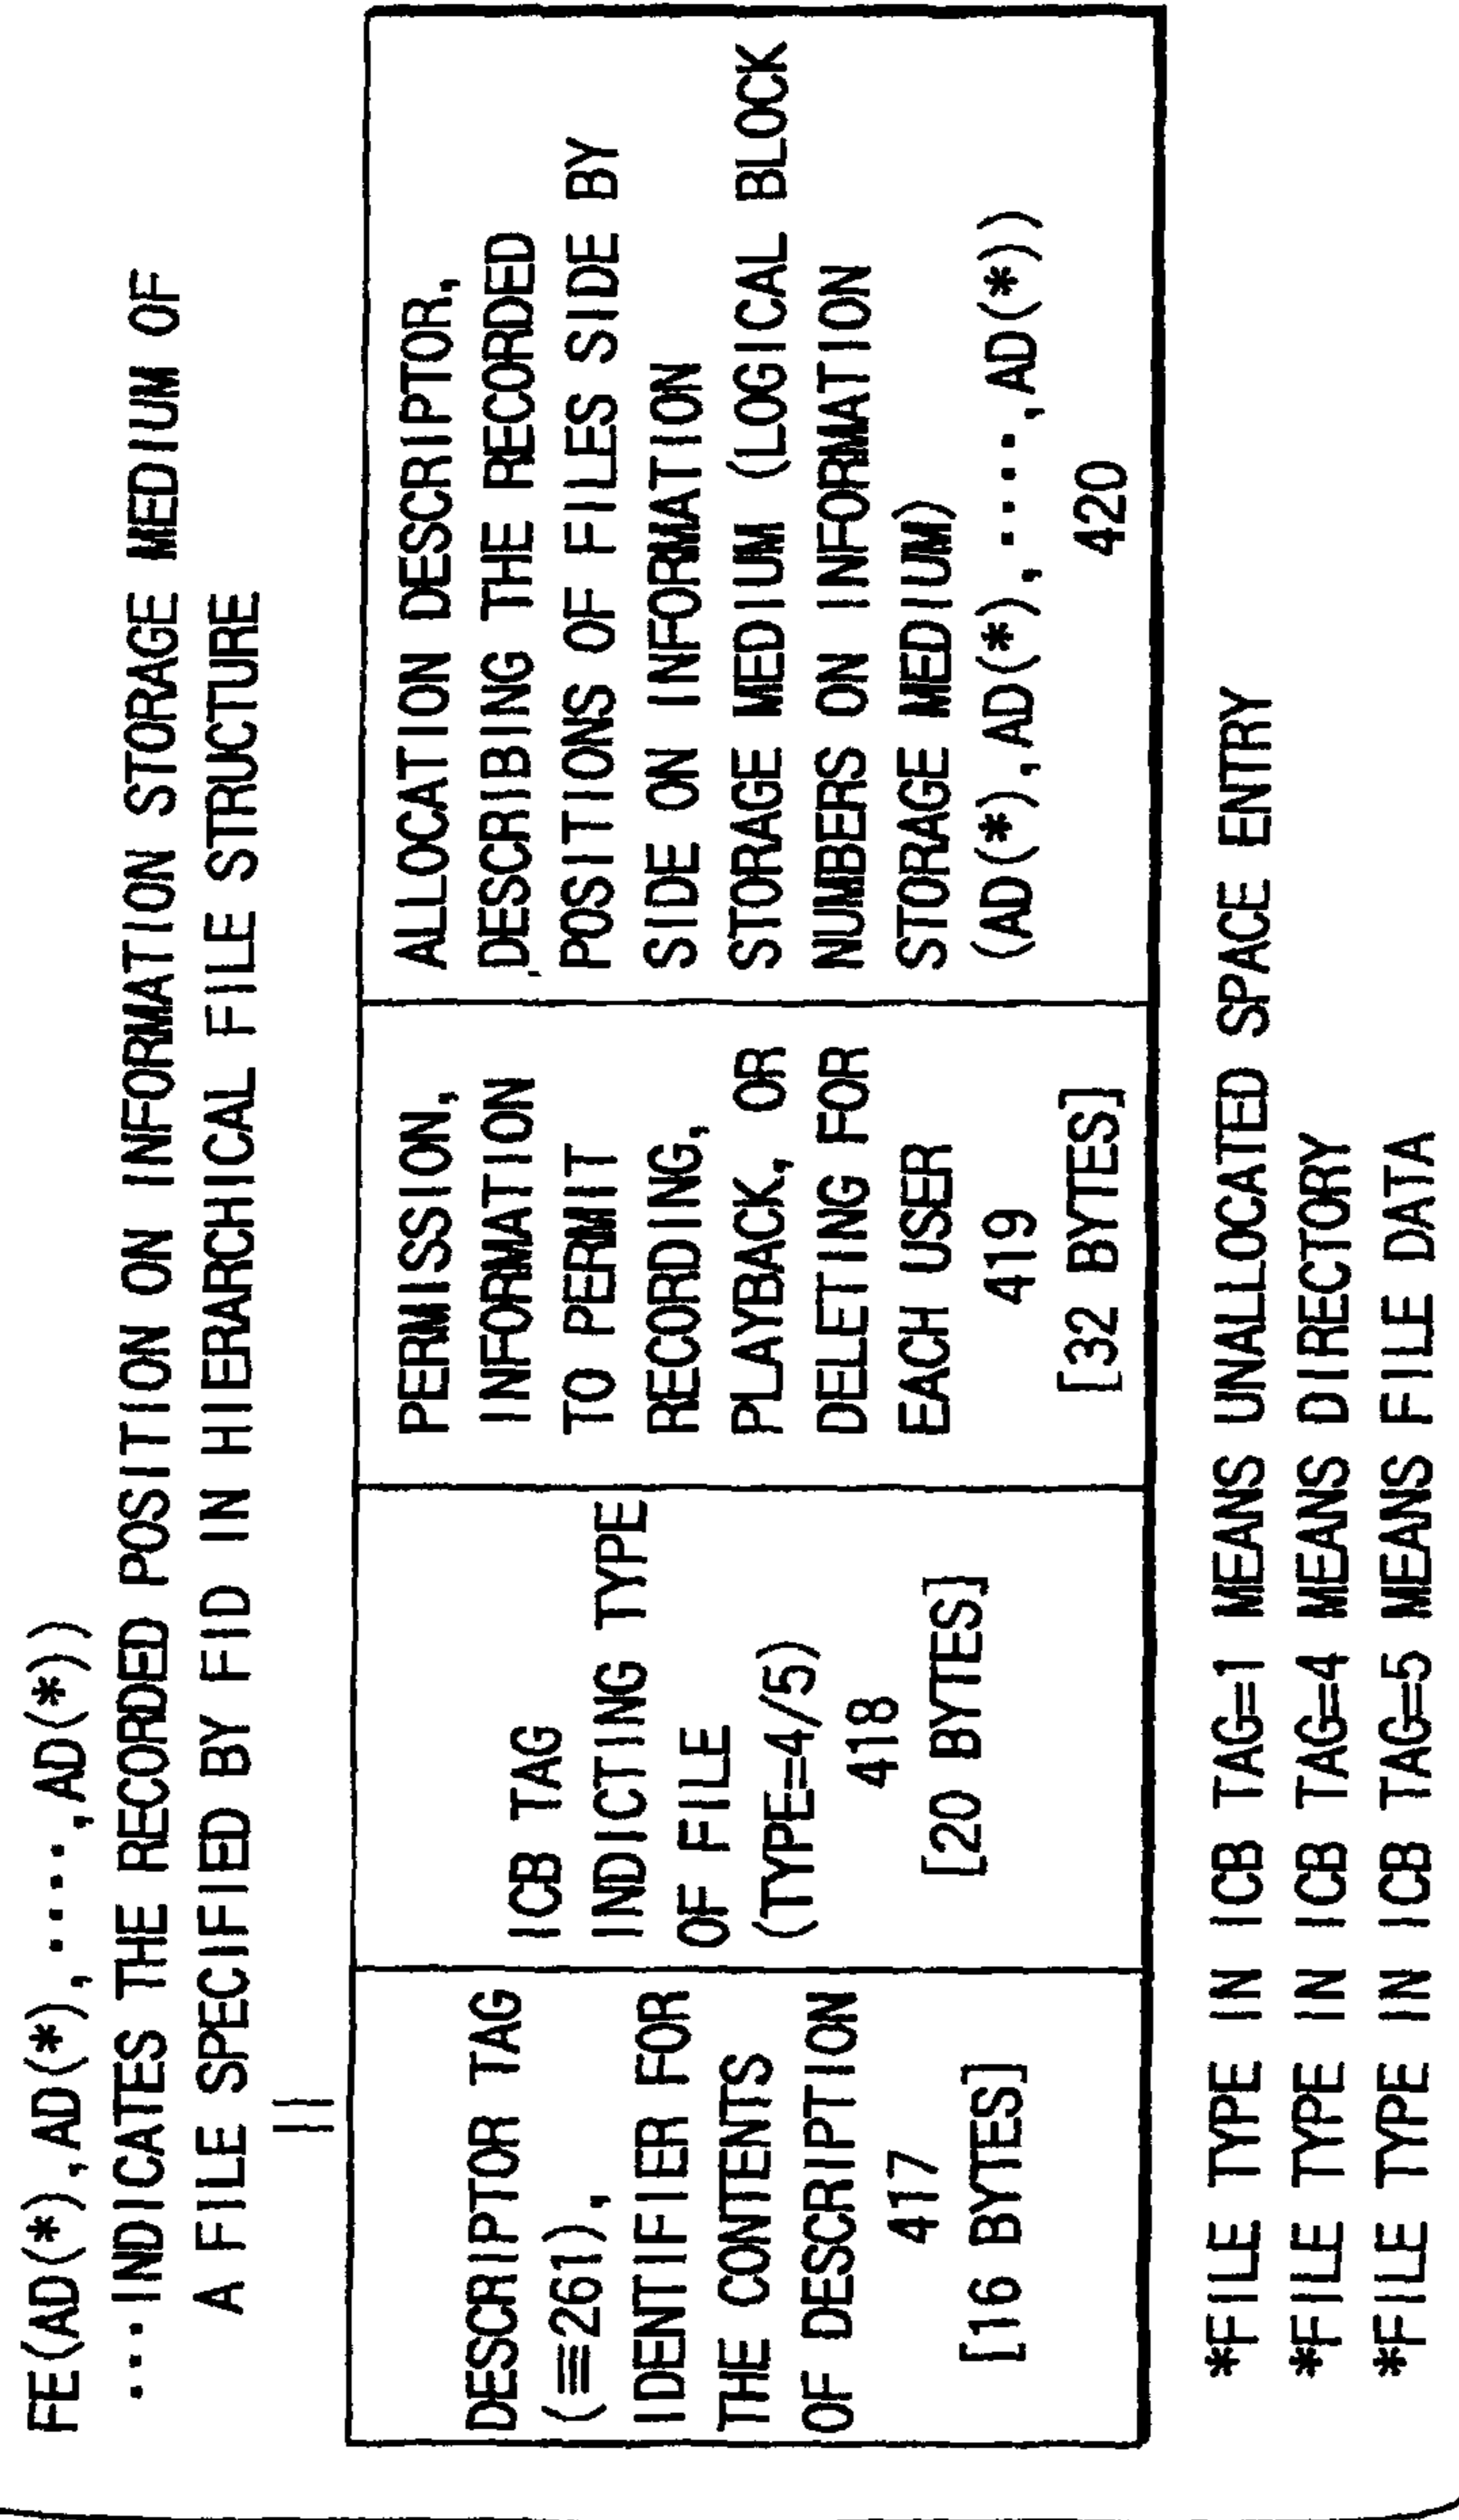 FE(AD(*),AD(*),····,AD(*))
···INDICATES THE RECORDED POSITION ON INFORMATION STORAGE MEDIUM OF
A FILE SPECIFIED BY FID IN HIERARCHICAL FILE STRUCTURE
||
DESCRIPTOR TAG
(=261),
IDENTIFIER FOR
THE CONTENTS
OF DESCRIPTION
417
[16 BYTES]
ICB TAG
INDICTING TYPE
OF FILE
(TYPE=4/5)
418
[20 BYTES]
PERMISSION,
INFORMATION
TO PERMIT
RECORDING,
PLAYBACK, OR
DELETING FOR
EACH USER
419
[32 BYTES]
ALLOCATION DESCRIPTOR,
DESCRIBING THE RECORDED
POSITIONS OF FILES SIDE BY
SIDE ON INFORMATION
STORAGE MEDIUM (LOGICAL BLOCK
NUMBERS ON INFORMATION
STORAGE MEDIUM)
(AD(*),AD(*),····,AD(*))
420
*FILE TYPE IN ICB TAG=1 MEANS UNALLOCATED SPACE ENTRY
*FILE TYPE IN ICB TAG=4 MEANS DIRECTORY
*FILE TYPE IN ICB TAG=5 MEANS FILE DATA